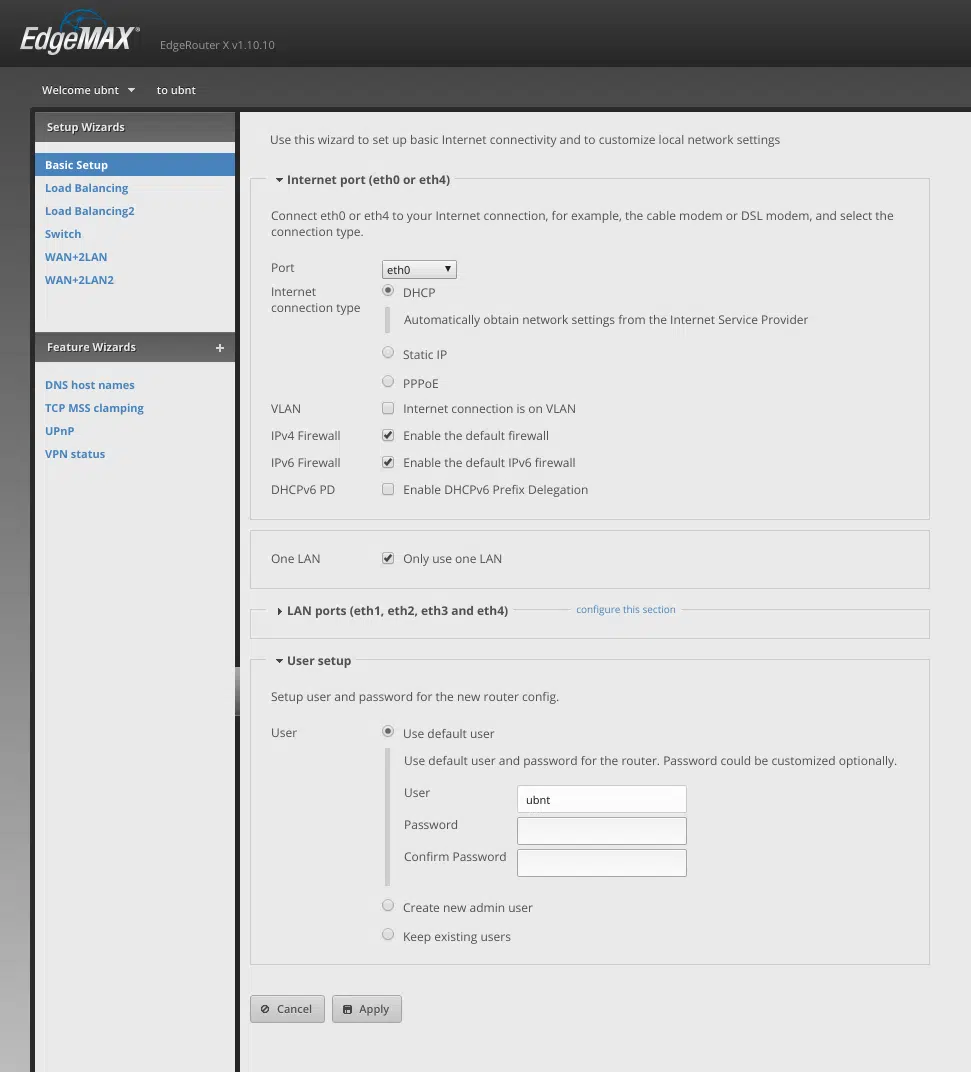 EdgeMAX®
EdgeRouter X v1.10.10
Welcome ubnt
to ubnt
Setup Wizards
Basic Setup
Load Balancing
Load Balancing2
Switch
WAN+2LAN
WAN+2LAN2
Feature Wizards
+
DNS host names
TCP MSS clamping
UPnP
VPN status
Use this wizard to set up basic Internet connectivity and to customize local network settings
Internet port (eth0 or eth4)
Connect eth0 or eth4 to your Internet connection, for example, the cable modem or DSL modem, and select the
connection type.
Port
eth0
Internet
connection type
DHCP
Automatically obtain network settings from the Internet Service Provider
Static IP
PPPoE
VLAN
Internet connection is on VLAN
IPv4 Firewall
Enable the default firewall
IPv6 Firewall
Enable the default IPv6 firewall
DHCPv6 PD
Enable DHCPv6 Prefix Delegation
One LAN
Only use one LAN
LAN ports (eth1, eth2, eth3 and eth4)
configure this section
User setup
Setup user and password for the new router config.
User
Use default user
Use default user and password for the router. Password could be customized optionally.
User
ubnt
Password
Confirm Password
Create new admin user
Keep existing users
Cancel
Apply